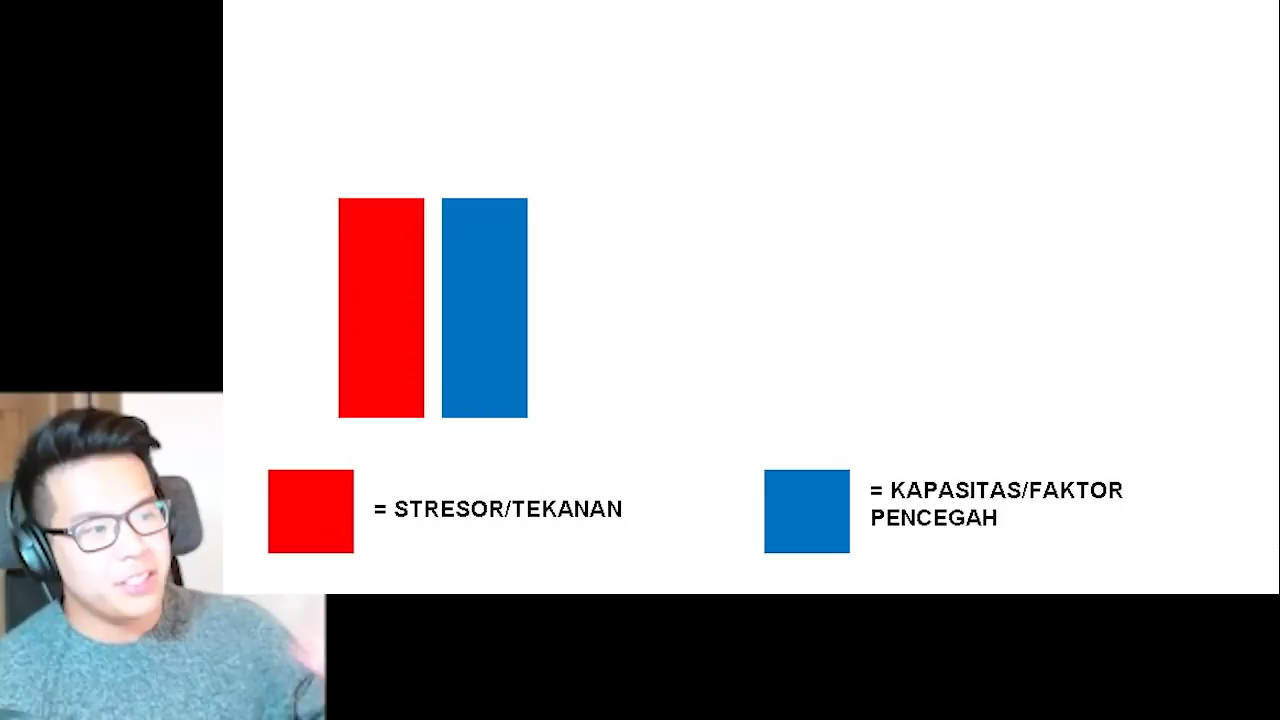 = STRESOR/TEKANAN
= KAPASITAS/FAKTOR
PENCEGAH